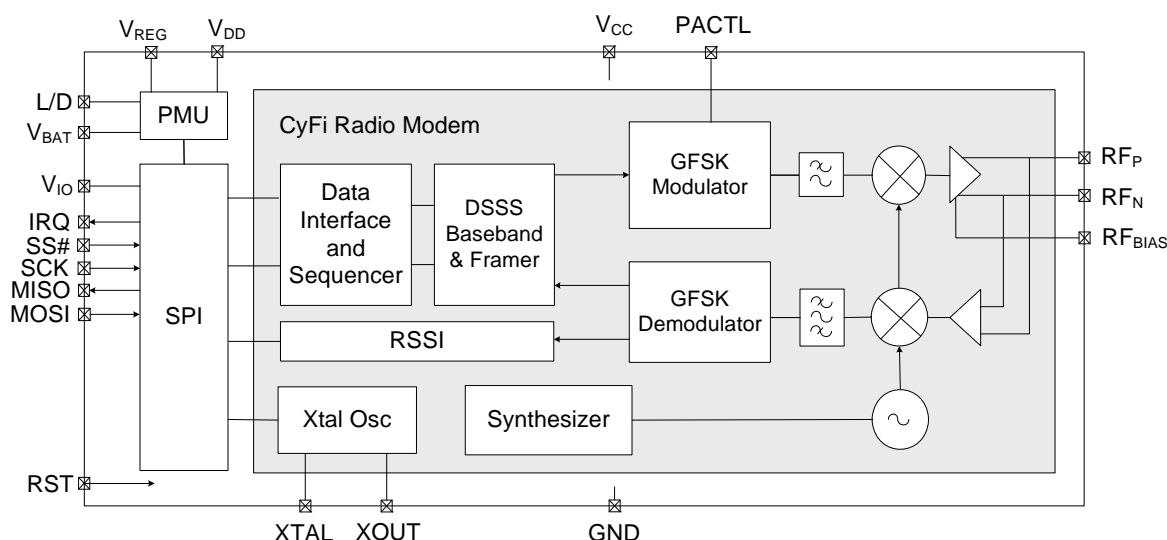 VREG
VDD
VCC
PACTL
L/D
PMU
VBAT
CyFi Radio Modem
VIO
IRQ
SS#
SCK
MISO
MOSI
SPI
Data
Interface
and
Sequencer
DSSS
Baseband
& Framer
GFSK
Modulator
GFSK
Demodulator
RFP
RFN
RFBIAS
RSSI
Xtal Osc
Synthesizer
RST
XTAL
XOUT
GND